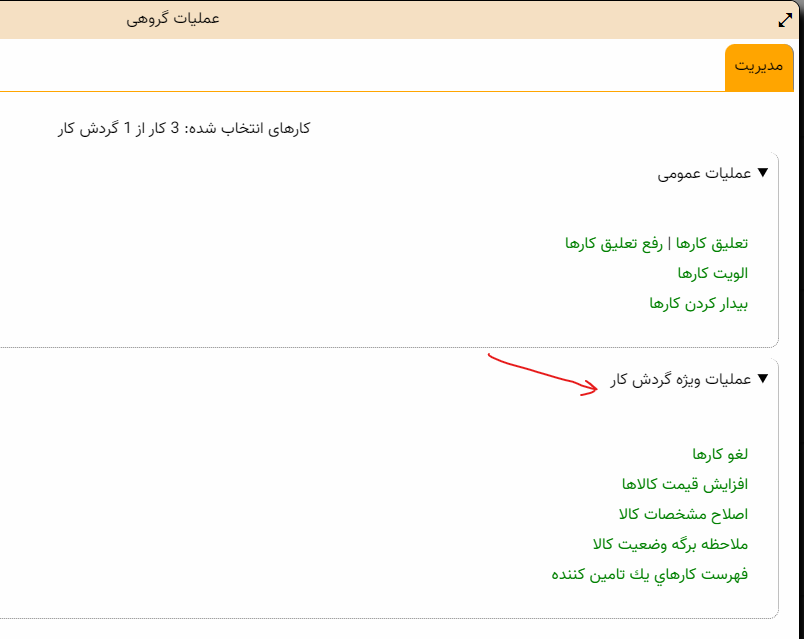 عملیات گروهی
مدیریت
کارهای انتخاب شده: 3 کار از 1 گردش کار
عملیات عمومی
تعلیق کارها | رفع تعلیق کارها
الویت کارها
بیدار کردن کارها
عملیات ویژه گردش کار
لغو کارها
افزایش قیمت کالاها
اصلاح مشخصات کالا
ملاحظه برگه وضعیت کالا
فهرست کارهاي يك تامین کننده